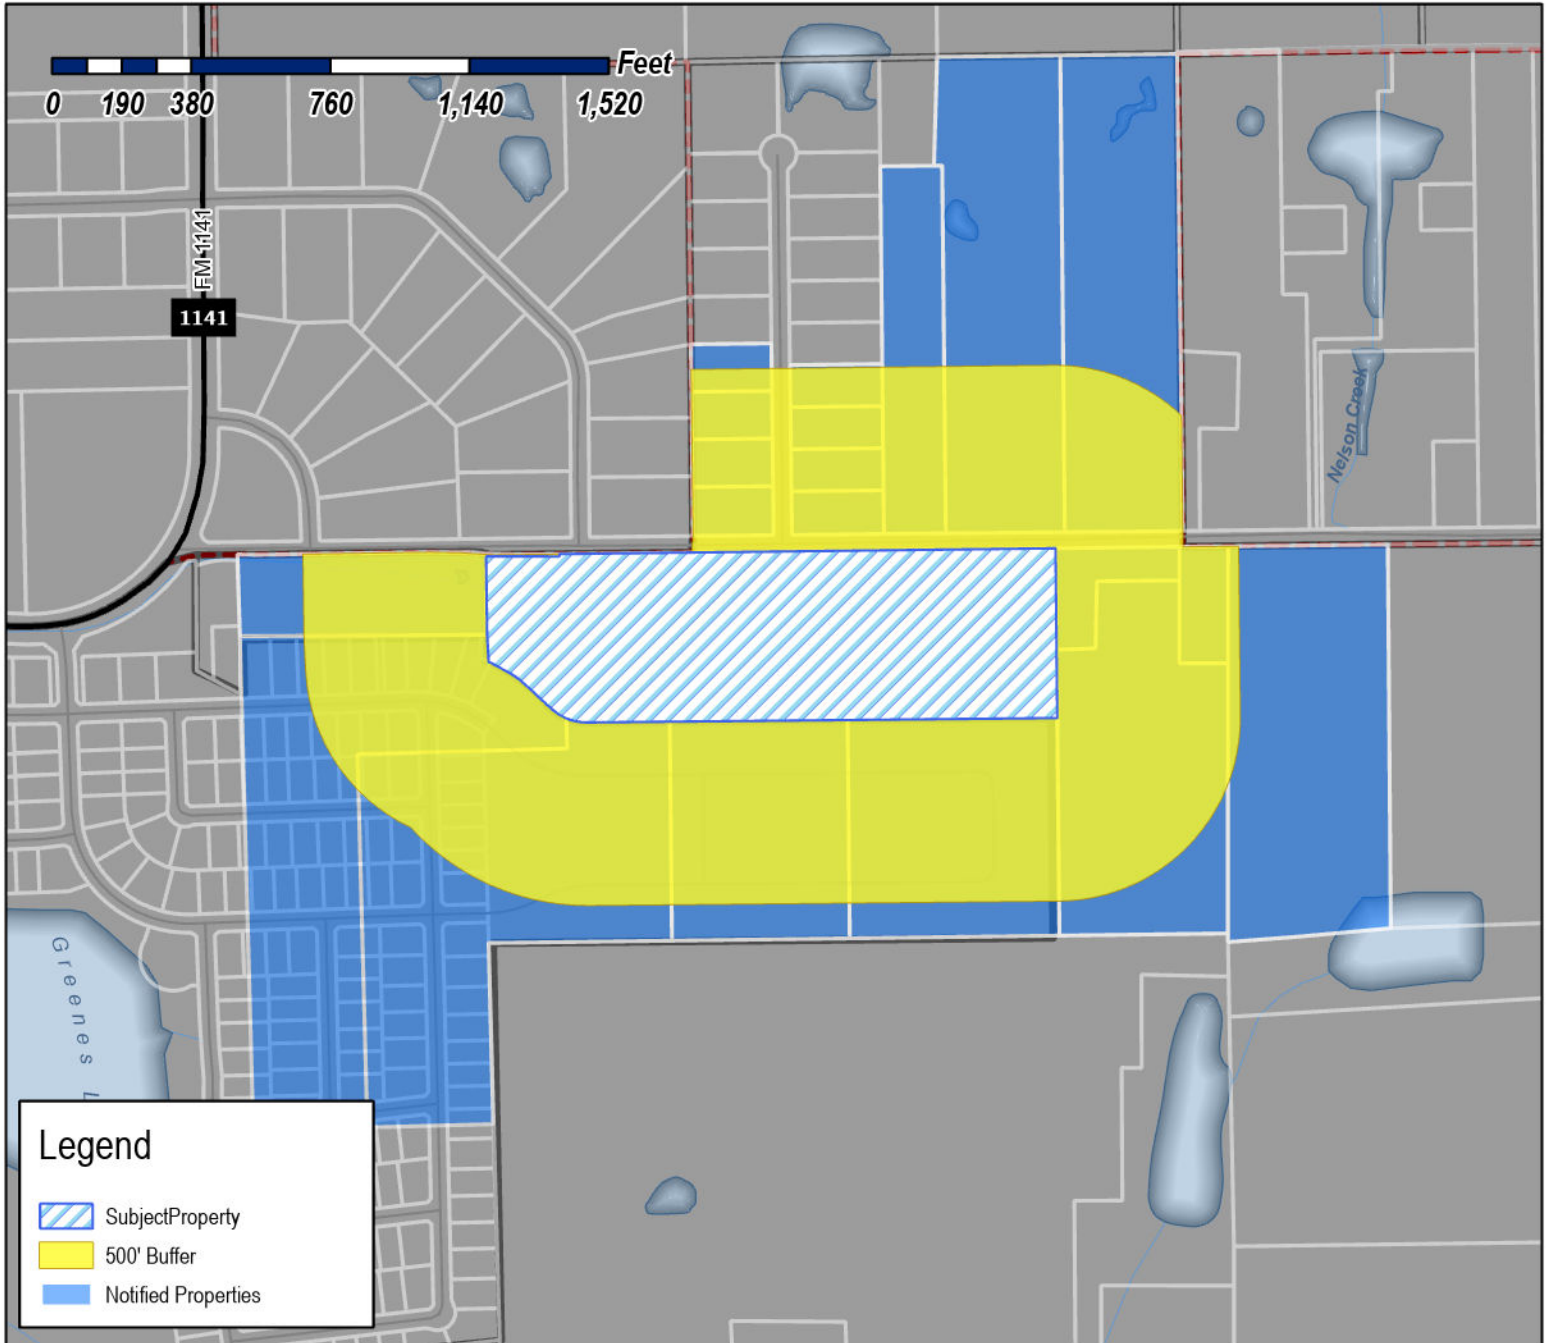 Feet
0 190 380 760 1,140 1,520
FM 1141
1141
Nelson Creek
Greenes L
Legend
SubjectProperty
500' Buffer
Notified Properties